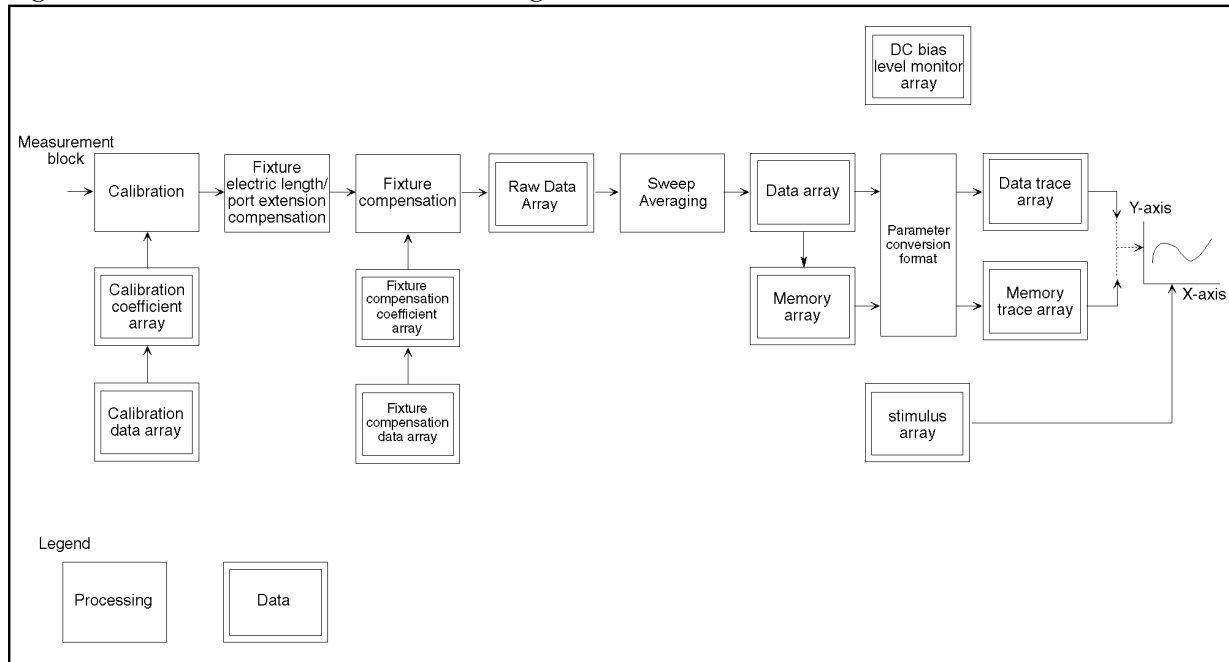 DC bias
level monitor
array
Measurement
block
Calibration
Fixture
electric length/
port extension
compensation
Fixture
compensation
Raw Data
Array
Sweep
Averaging
Data array
Parameter
conversion
format
Data trace
array
Y-axis
X-axis
Calibration
coefficient
array
Fixture
compensation
coefficient
array
Memory
array
Memory
trace array
Calibration
data array
Fixture
compensation
data array
stimulus
array
Legend
Processing
Data